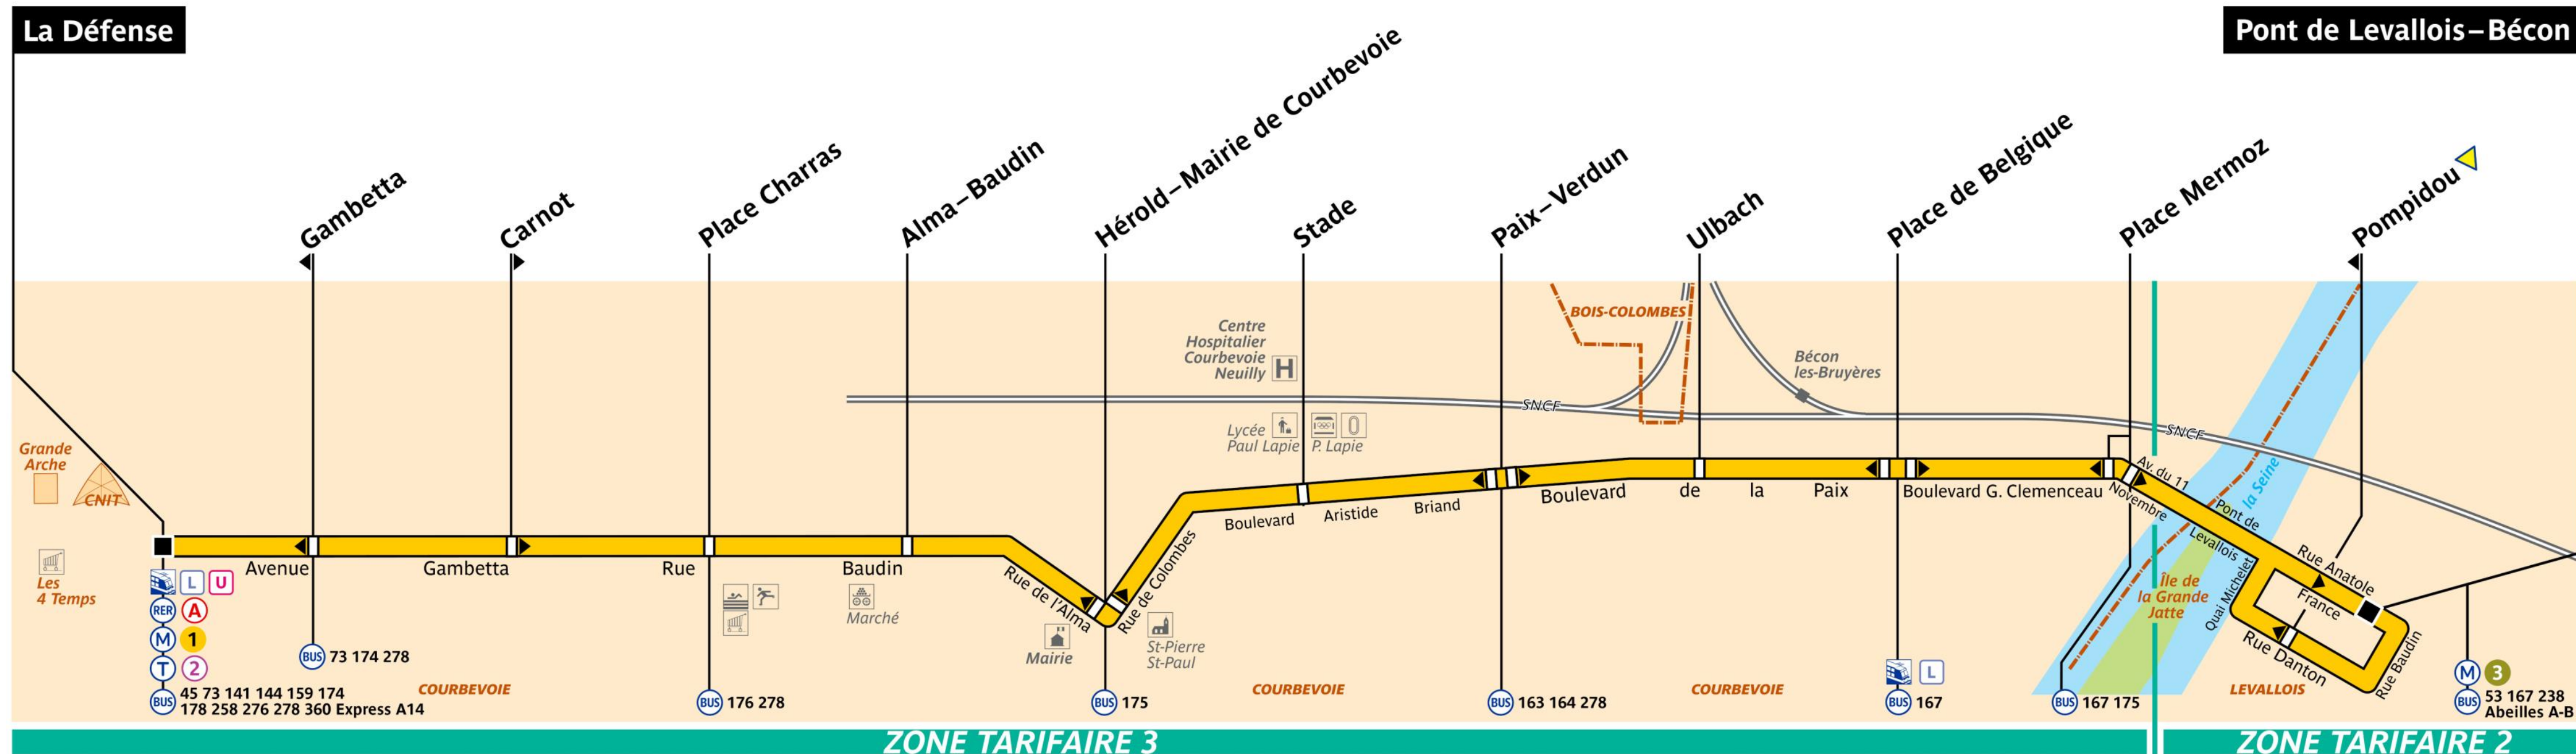 La Défense
Pont de Levallois–Bécon
Gambetta
Carnot
Place Charras
Alma–Baudin
Hérold–Mairie de Courbevoie
Stade
Paix–Verdun
Ulbach
Place de Belgique
Place Mermoz
Pompidou
BOIS-COLOMBES
Centre
Hospitalier
Courbevoie
Neuilly
H
Bécon
les-Bruyères
SNCF
SNCF
Lycée
Paul Lapie
P. Lapie
Grande
Arche
CNIT
Les
4 Temps
Avenue
Gambetta
Rue
Baudin
Rue de l'Alma
Rue de Colombes
Boulevard
Aristide
Briand
Boulevard
de
la
Paix
Boulevard G. Clemenceau
Av. du 11
Novembre
Pont de
Levallois
la Seine
Île de
la Grande
Jatte
Quai Michelet
Rue Anatole
France
Rue Danton
Rue Baudin
L U
RER A
M 1
T 2
BUS 45 73 141 144 159 174
178 258 276 278 360 Express A14
BUS 73 174 278
COURBEVOIE
BUS 176 278
Marché
Mairie
St-Pierre
St-Paul
BUS 175
COURBEVOIE
BUS 163 164 278
COURBEVOIE
L
BUS 167
BUS 167 175
LEVALLOIS
M 3
BUS 53 167 238
Abeilles A-B
ZONE TARIFAIRE 3
ZONE TARIFAIRE 2